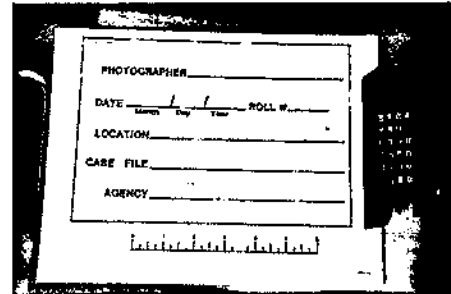 PHOTOGRAPHER
DATE / / ROLL #
Month Day Year
LOCATION
CASE FILE
AGENCY